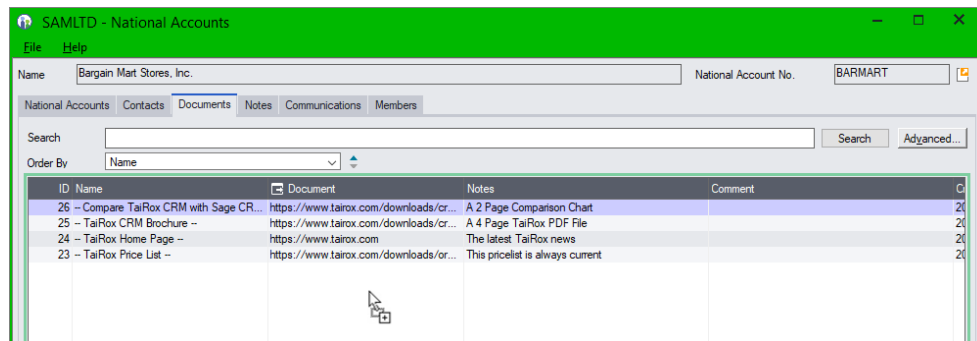 SAMLTD - National Accounts
File Help
Name Bargain Mart Stores, Inc. National Account No. BARMART
National Accounts Contacts Documents Notes Communications Members
Search Search Advanced...
Order By Name
ID Name Document Notes Comment
26 -- Compare TaiRox CRM with Sage CR... https://www.tairox.com/downloads/cr... A 2 Page Comparison Chart 20
25 -- TaiRox CRM Brochure -- https://www.tairox.com/downloads/cr... A 4 Page TaiRox PDF File 20
24 -- TaiRox Home Page -- https://www.tairox.com The latest TaiRox news 20
23 -- TaiRox Price List -- https://www.tairox.com/downloads/or... This pricelist is always current 20